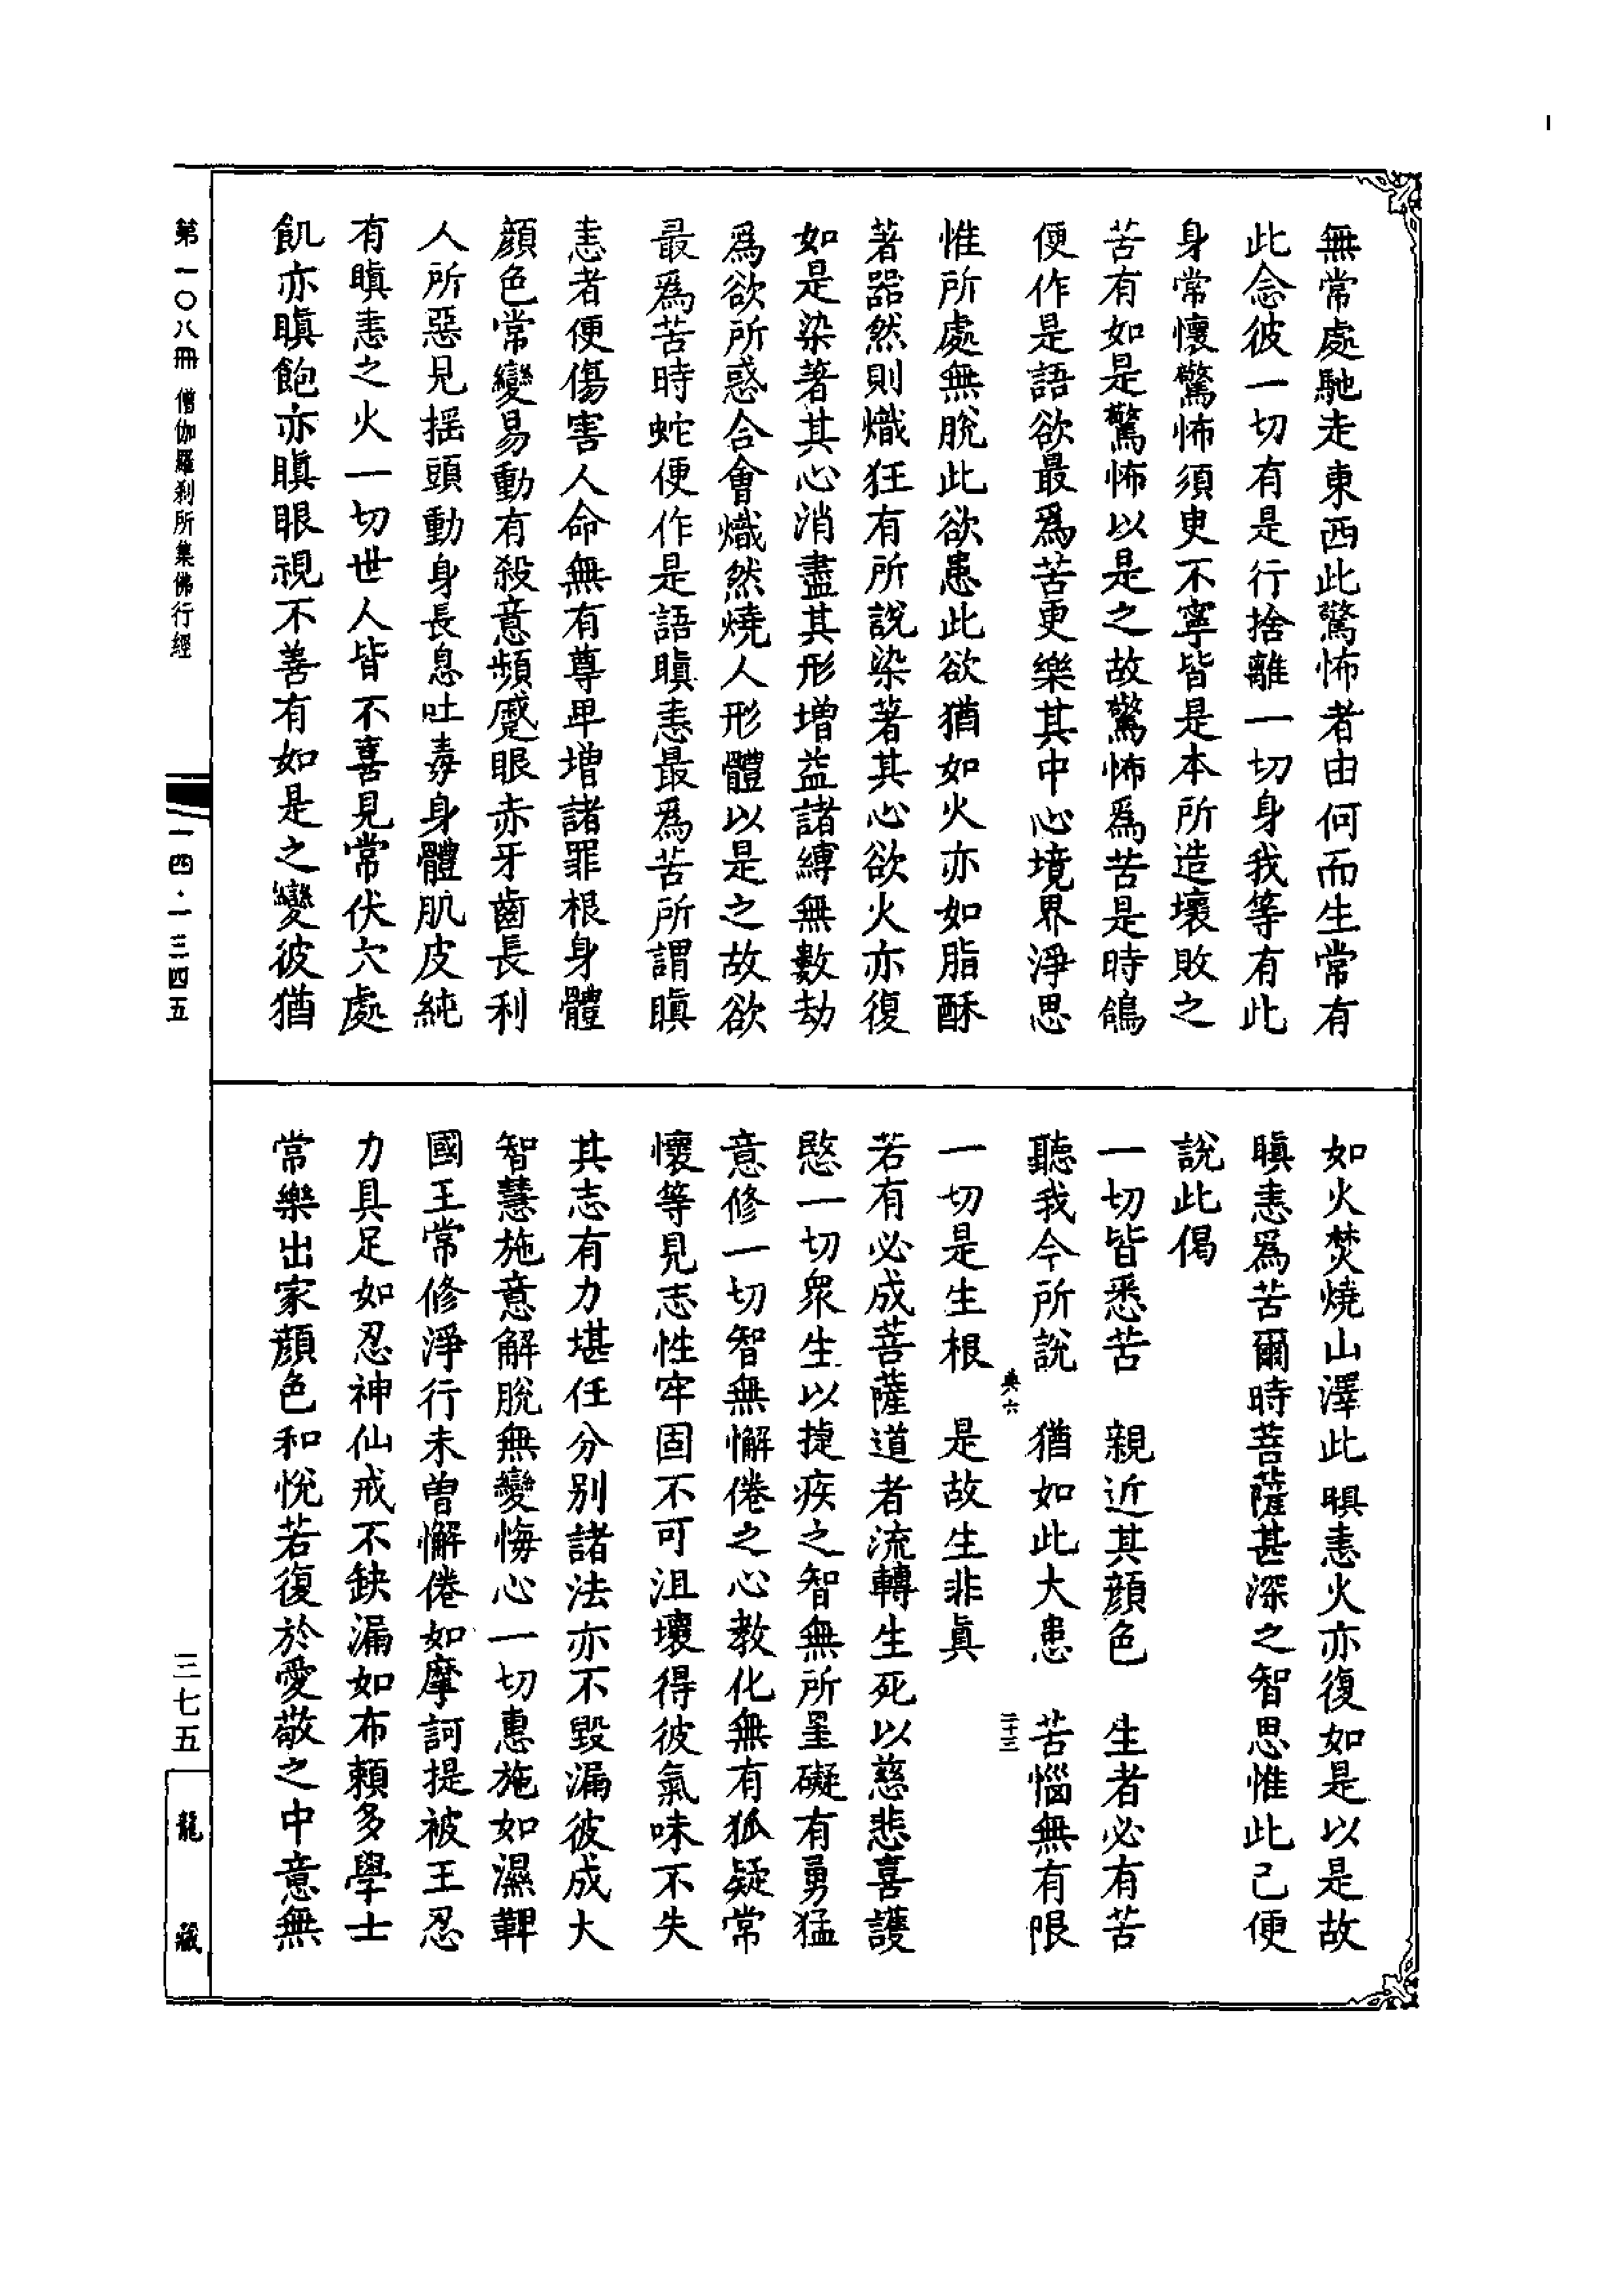 無常處馳走東西此驚怖者由何而生常有
此念彼一切有是行捨離一切身我等有此
身常懷驚怖須臾不寧皆是本所造壞敗之
苦有如是驚怖以是之故驚怖為苦是時鴿
便作是語欲最為苦更樂其中心境界淨思
惟所處無脫此欲患此欲猶如火亦如脂酥
著器然則熾狂有所說染著其心欲火亦復
如是染著其心消盡其形增益諸縛無數劫
為欲所惑合會熾然燒人形體以是之故欲
最為苦時蛇便作是語瞋恚最為苦所謂瞋
恚者便傷害人命無有尊卑增諸罪根身體
顏色常變易動有殺意頻蹙眼赤牙齒長利
人所惡見搖頭動身長息吐毒身體肌皮純
有瞋恚之火一切世人皆不喜見常伏穴處
飢亦瞋飽亦瞋眼視不善有如是之變彼猶
如火焚燒山澤此瞋恚火亦復如是以是故
瞋恚為苦爾時菩薩甚深之智思惟此已便
說此偈
一切皆悉苦　親近其顏色　生者必有苦
聽我今所說　猶如此大患　苦惱無有限
典六　二十三
一切是生根　是故生非真
若有必成菩薩道者流轉生死以慈悲喜護
愍一切眾生以捷疾之智無所罣礙有勇猛
意修一切智無懈倦之心教化無有狐疑常
懷等見志性牢固不可沮壞得彼氣味不失
其志有力堪任分別諸法亦不毀漏彼成大
智慧施意解脫無變悔心一切惠施如濕鞞
國王常修淨行未曾懈倦如摩訶提被王忍
力具足如忍神仙戒不缺漏如布賴多學士
常樂出家顏色和悅若復於愛敬之中意無
第一〇八冊　僧伽羅剎所集佛行經
一四·一三四五
三七五
龍藏